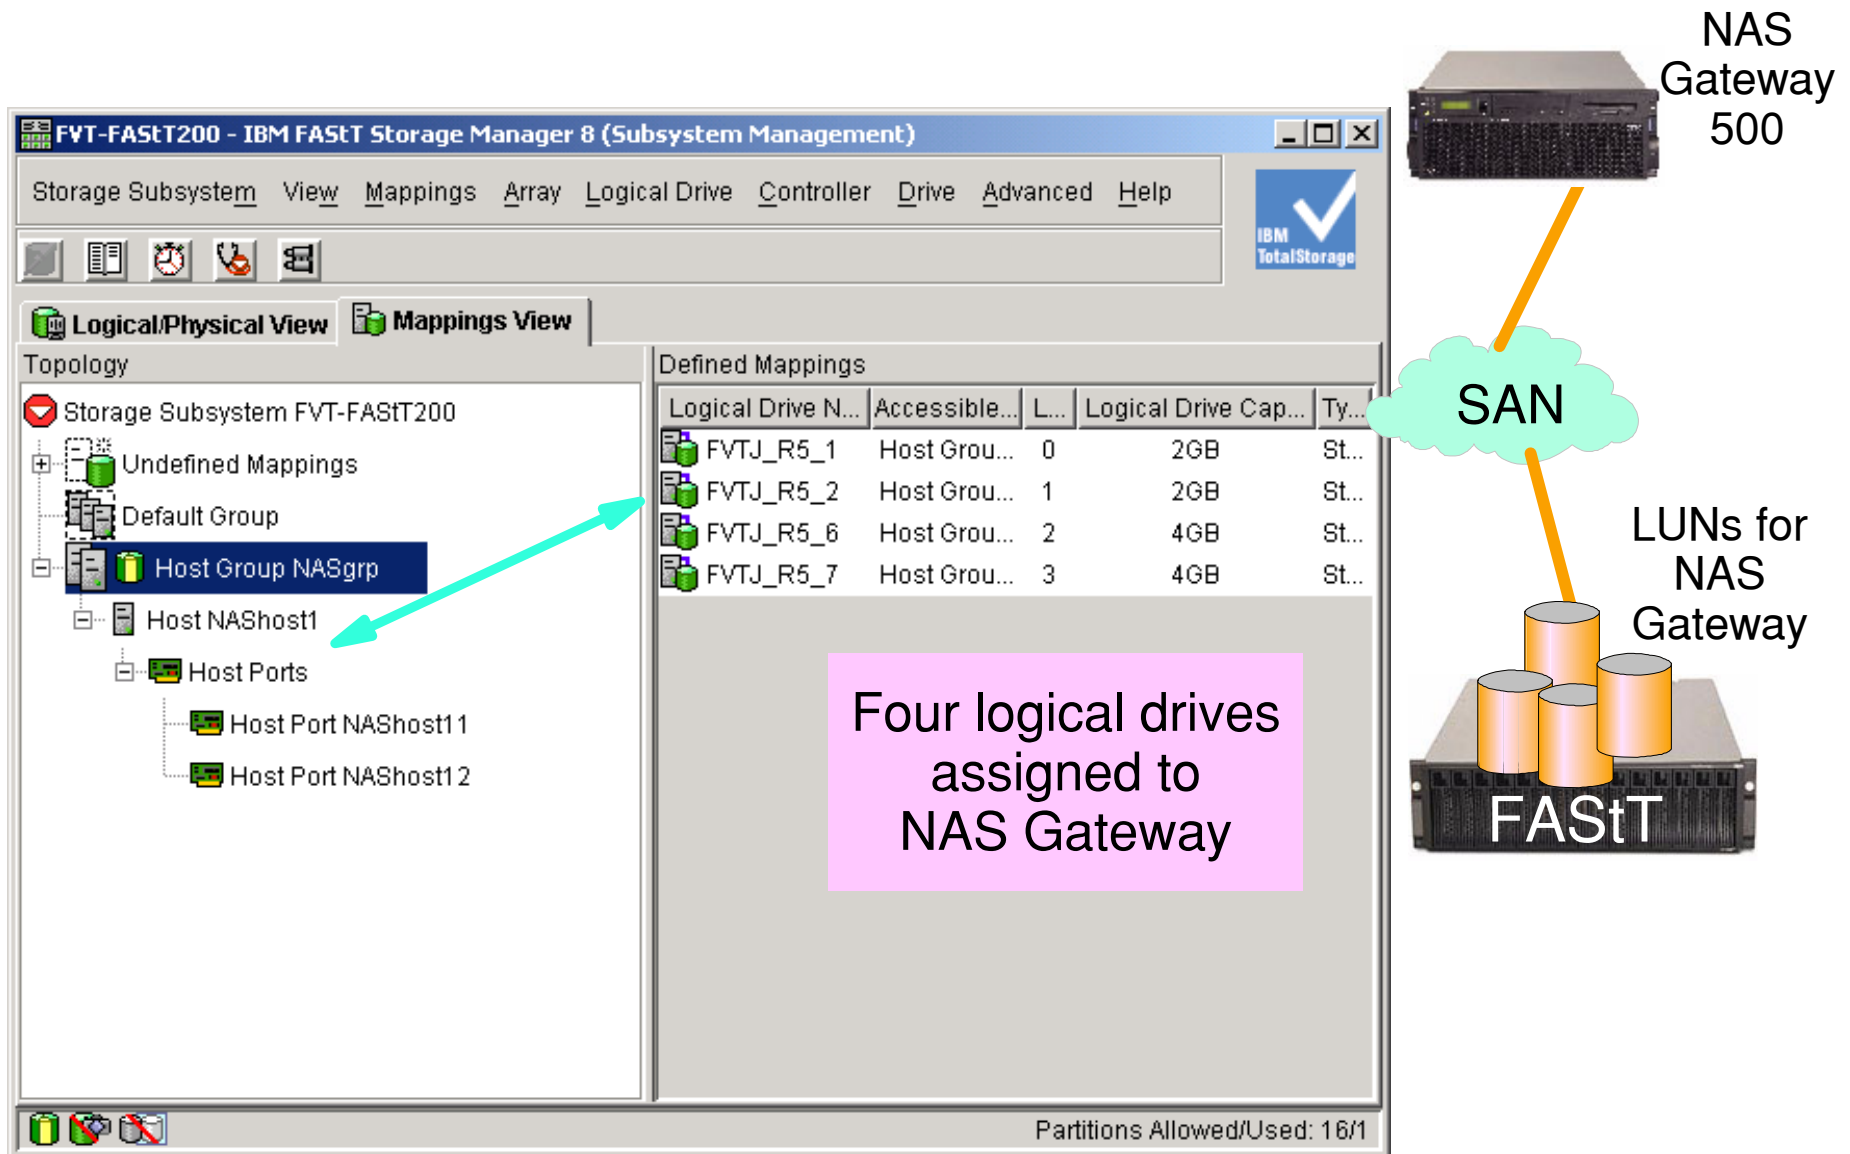 NAS
Gateway
500
FVT-FAStT200 - IBM FAStT Storage Manager 8 (Subsystem Management)
Storage Subsystem View Mappings Array Logical Drive Controller Drive Advanced Help
IBM
TotalStorage
Logical/Physical View Mappings View
Topology
Storage Subsystem FVT-FAStT200
Undefined Mappings
Default Group
Host Group NASgrp
Host NAShost1
Host Ports
Host Port NAShost11
Host Port NAShost12
Defined Mappings
Logical Drive N... Accessible... L... Logical Drive Cap... Ty...
FVTJ_R5_1 Host Grou... 0 2GB St...
FVTJ_R5_2 Host Grou... 1 2GB St...
FVTJ_R5_6 Host Grou... 2 4GB St...
FVTJ_R5_7 Host Grou... 3 4GB St...
Four logical drives
assigned to
NAS Gateway
SAN
LUNs for
NAS
Gateway
FAStT
Partitions Allowed/Used: 16/1